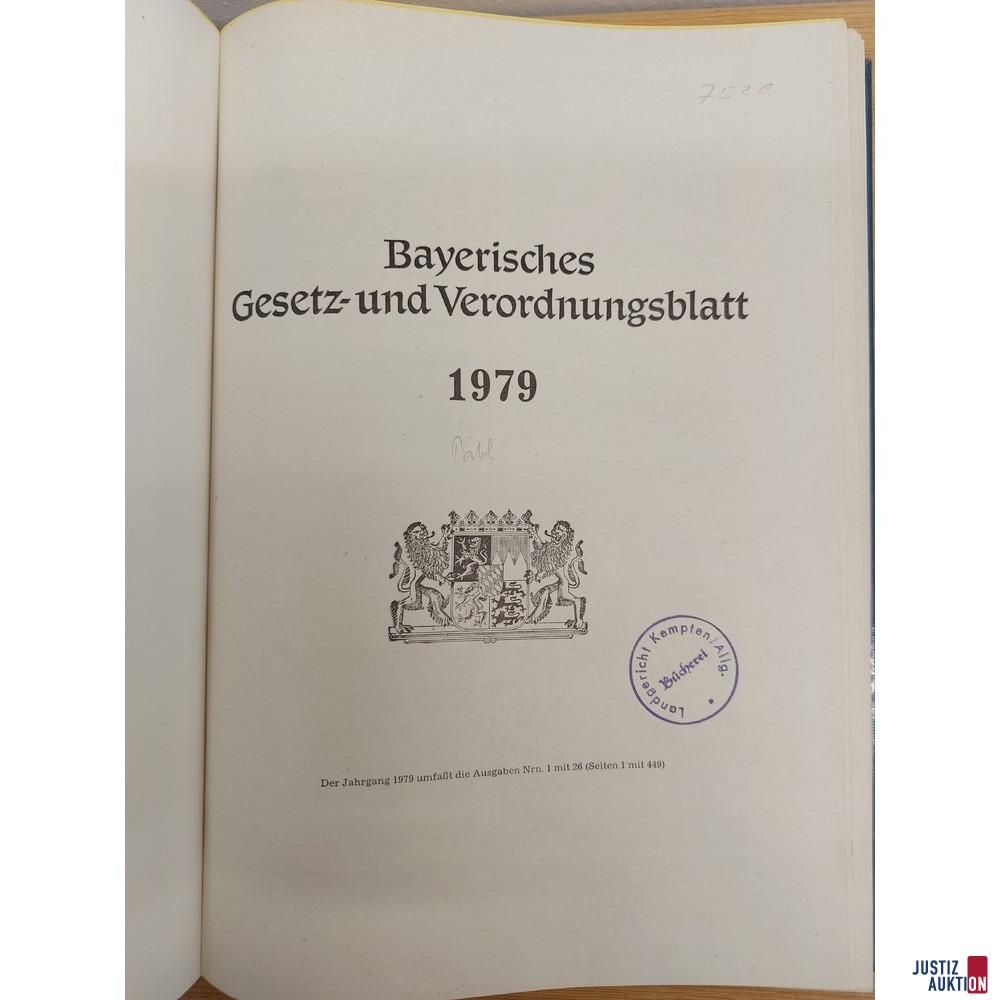 Bayerisches
Gesetz- und Verordnungsblatt
1979
Landgericht Kempten/Allg.
Bücherei
Der Jahrgang 1979 umfaßt die Ausgaben Nrn. 1 mit 26 (Seiten 1 mit 449)
JUSTIZ
AUKTION